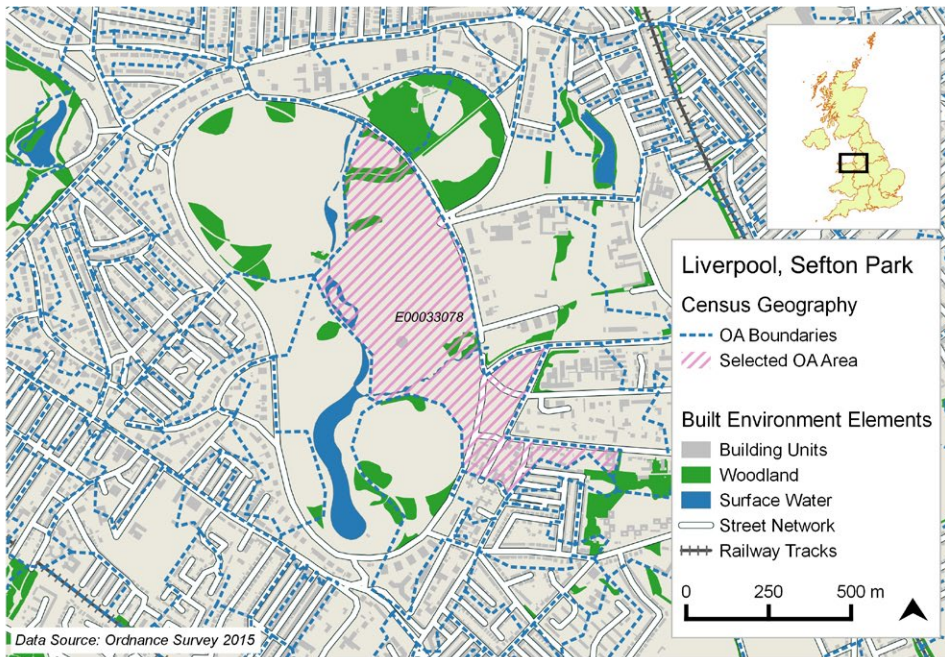 E00033078
Liverpool, Sefton Park
Census Geography
OA Boundaries
Selected OA Area
Built Environment Elements
Building Units
Woodland
Surface Water
Street Network
Railway Tracks
0 250 500 m
Data Source: Ordnance Survey 2015